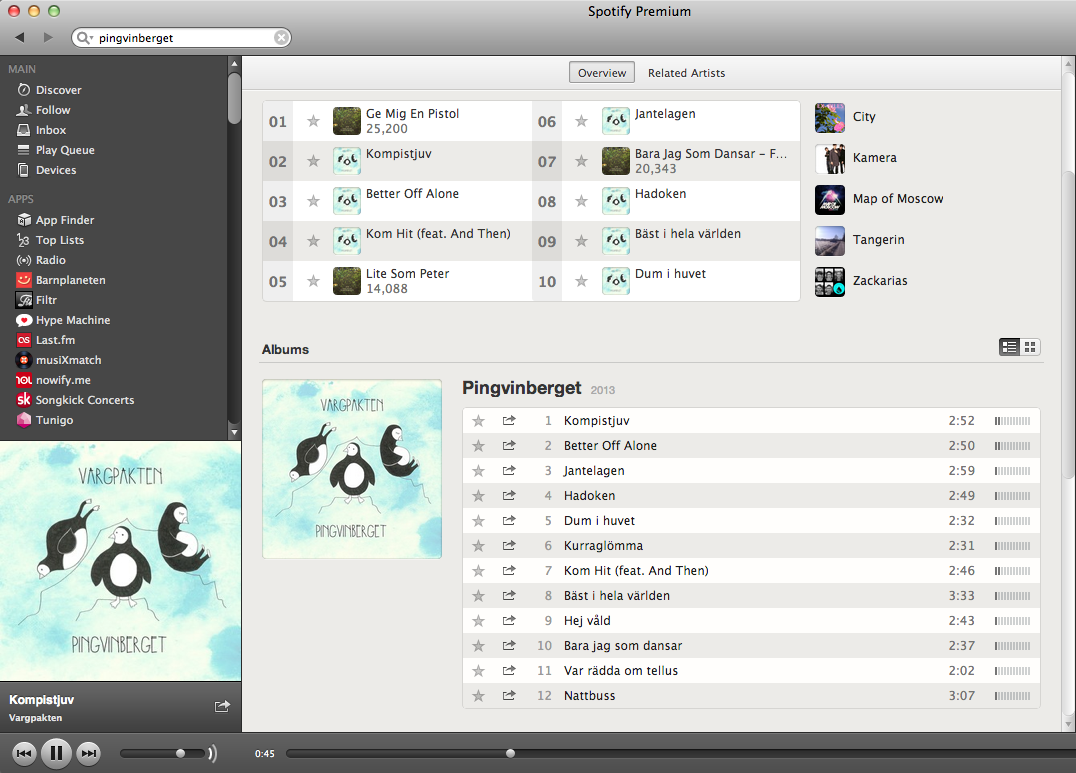 Spotify Premium
pingvinberget
MAIN
Discover
Follow
Inbox
Play Queue
Devices
APPS
App Finder
Top Lists
Radio
Barnplaneten
Filtr
Hype Machine
Last.fm
musiXmatch
nowify.me
Songkick Concerts
Tunigo
VARGPAKTEN
PINGVINBERGET
Kompistjuv
Vargpakten
Overview Related Artists
01 Ge Mig En Pistol
25,200
02 Kompistjuv
03 Better Off Alone
04 Kom Hit (feat. And Then)
05 Lite Som Peter
14,088
06 Jantelagen
07 Bara Jag Som Dansar – F...
20,343
08 Hadoken
09 Bäst i hela världen
10 Dum i huvet
City
Kamera
Map of Moscow
Tangerin
Zackarias
Albums
VARGPAKTEN
PINGVINBERGET
Pingvinberget 2013
1 Kompistjuv 2:52
2 Better Off Alone 2:50
3 Jantelagen 2:59
4 Hadoken 2:49
5 Dum i huvet 2:32
6 Kurraglömma 2:31
7 Kom Hit (feat. And Then) 2:46
8 Bäst i hela världen 3:33
9 Hej våld 2:43
10 Bara jag som dansar 2:37
11 Var rädda om tellus 2:02
12 Nattbuss 3:07
0:45